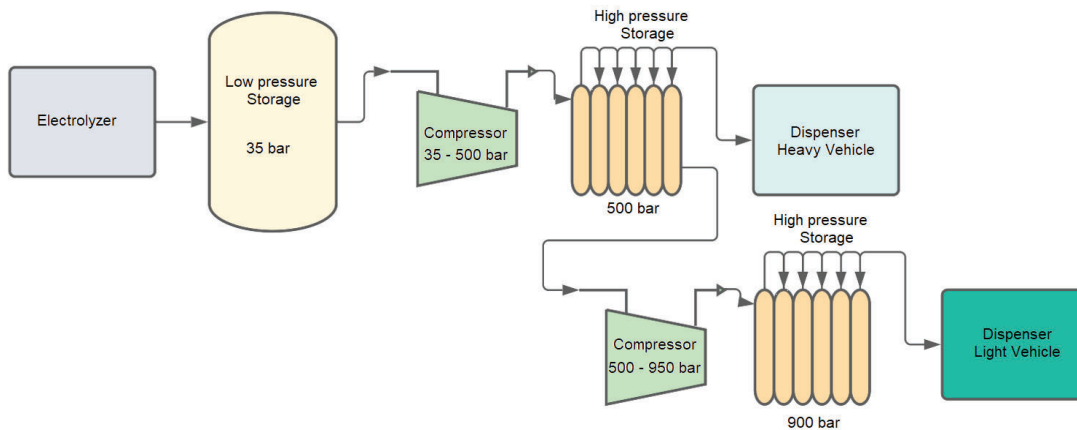 High pressure
Storage
Low pressure
Storage
35 bar
Electrolyzer
Compressor
35 - 500 bar
Dispenser
Heavy Vehicle
500 bar
High pressure
Storage
Compressor
500 - 950 bar
Dispenser
Light Vehicle
900 bar